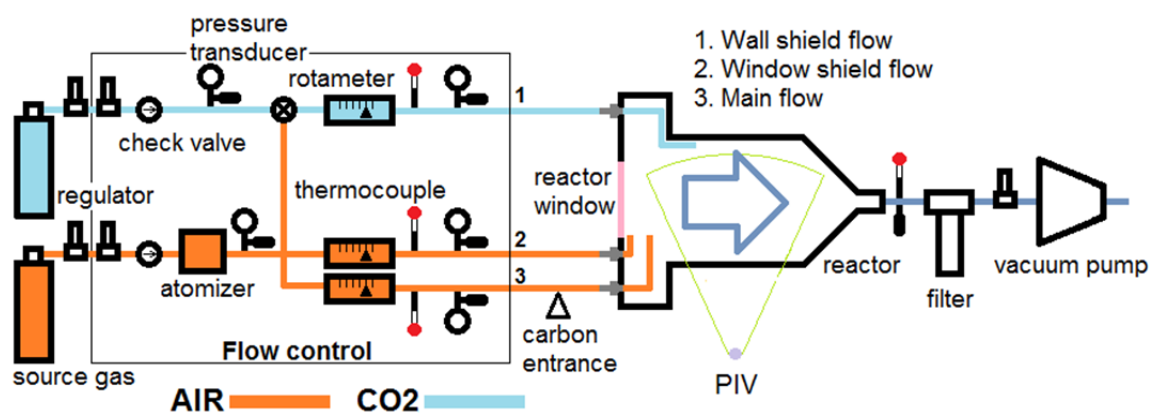 pressure
transducer
rotameter
1. Wall shield flow
2. Window shield flow
3. Main flow
1
check valve
regulator
thermocouple
reactor
window
2
3
atomizer
reactor
vacuum pump
filter
carbon
entrance
Flow control
source gas
PIV
AIR
CO2